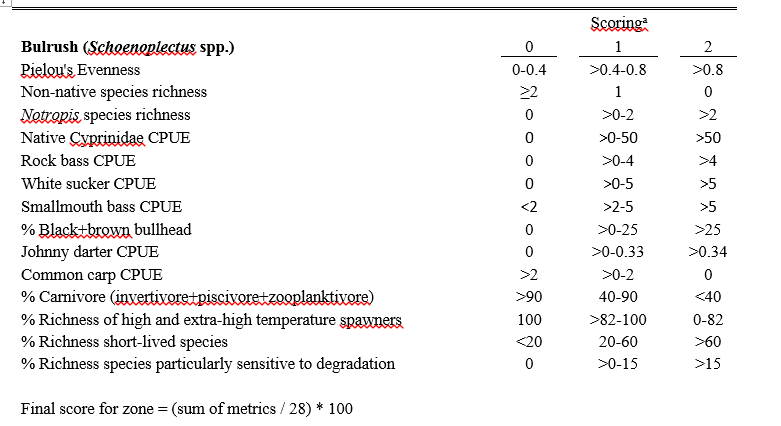 Scoringª
Bulrush (Schoenoplectus spp.) 0 1 2
Pielou's Evenness 0-0.4 >0.4-0.8 >0.8
Non-native species richness ≥2 1 0
Notropis species richness 0 >0-2 >2
Native Cyprinidae CPUE 0 >0-50 >50
Rock bass CPUE 0 >0-4 >4
White sucker CPUE 0 >0-5 >5
Smallmouth bass CPUE <2 >2-5 >5
% Black+brown bullhead 0 >0-25 >25
Johnny darter CPUE 0 >0-0.33 >0.34
Common carp CPUE >2 >0-2 0
% Carnivore (invertivore+piscivore+zooplanktivore) >90 40-90 <40
% Richness of high and extra-high temperature spawners 100 >82-100 0-82
% Richness short-lived species <20 20-60 >60
% Richness species particularly sensitive to degradation 0 >0-15 >15
Final score for zone = (sum of metrics / 28) * 100